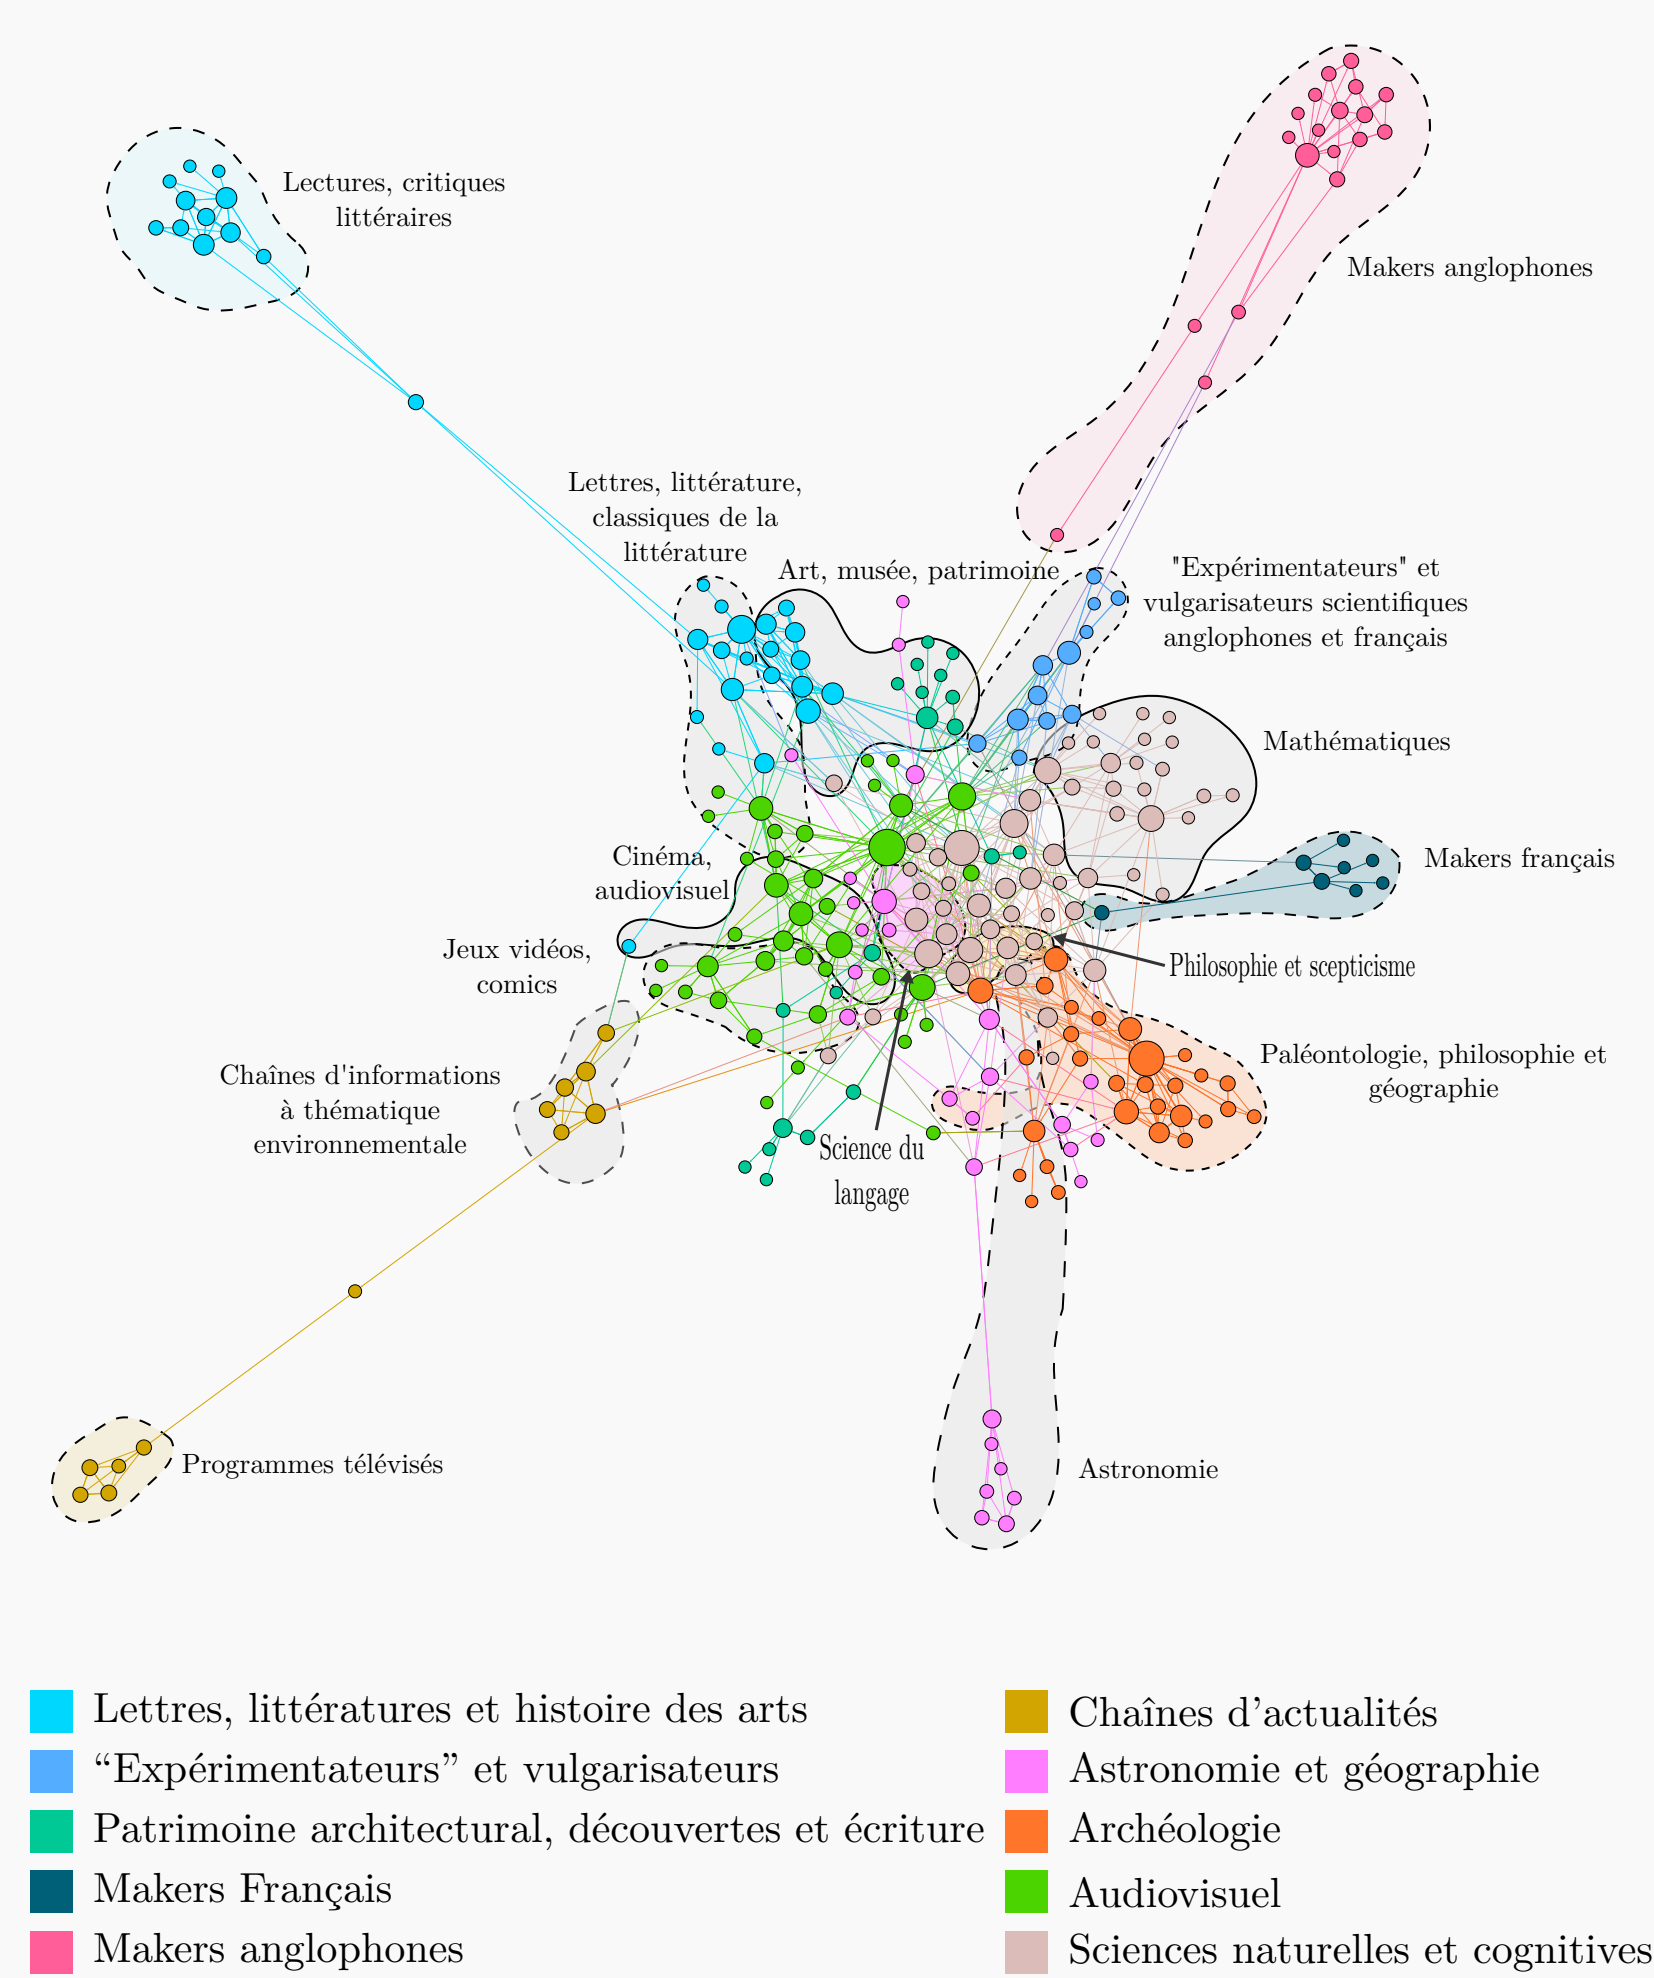 Lectures, critiques
littéraires
Makers anglophones
Lettres, littérature,
classiques de la
littérature
Art, musée, patrimoine
"Expérimentateurs" et
vulgarisateurs scientifiques
anglophones et français
Mathématiques
Cinéma,
audiovisuel
Makers français
Jeux vidéos,
comics
Philosophie et scepticisme
Chaînes d'informations
à thématique
environnementale
Paléontologie, philosophie et
géographie
Science du
langage
Programmes télévisés
Astronomie
Lettres, littératures et histoire des arts
“Expérimentateurs” et vulgarisateurs
Patrimoine architectural, découvertes et écriture
Makers Français
Makers anglophones
Chaînes d’actualités
Astronomie et géographie
Archéologie
Audiovisuel
Sciences naturelles et cognitives